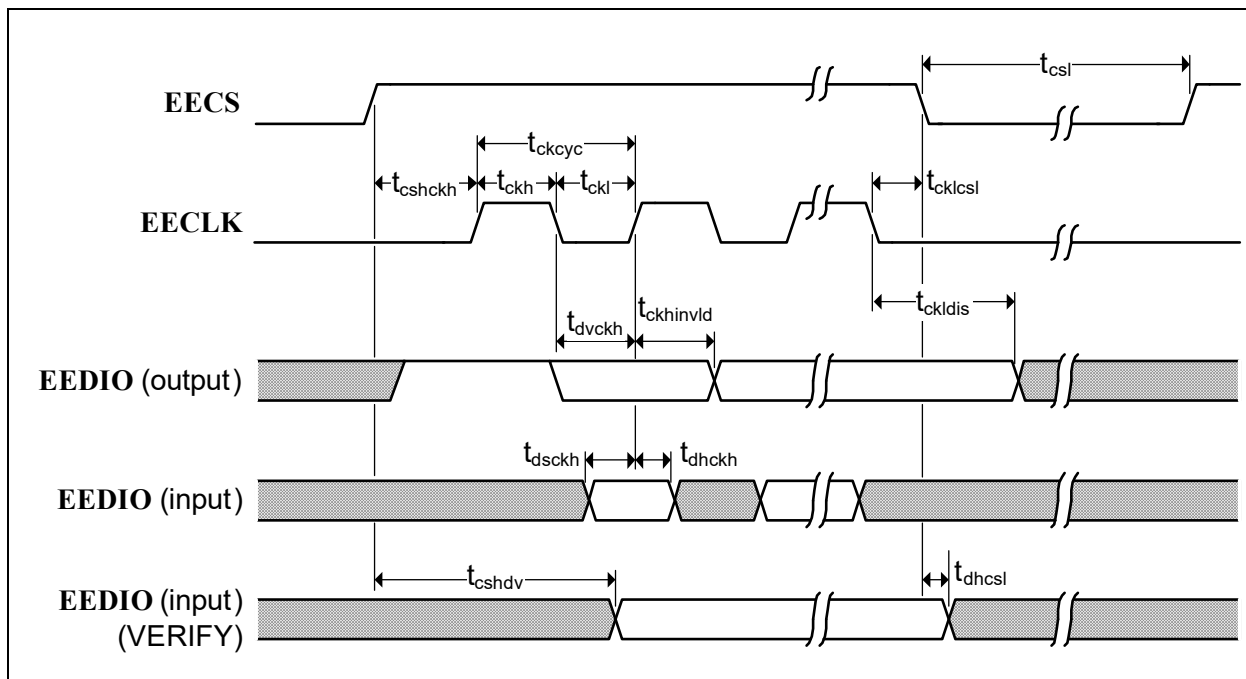 t_csl
EECS
t_ckcyc
t_cshckh
t_ckh
t_ckl
t_cklcsl
EECLK
t_ckldis
t_dvckh
t_ckhinvld
EEDIO (output)
t_dsckh
t_dhckh
EEDIO (input)
t_cshdv
t_dhcsl
EEDIO (input)
(VERIFY)